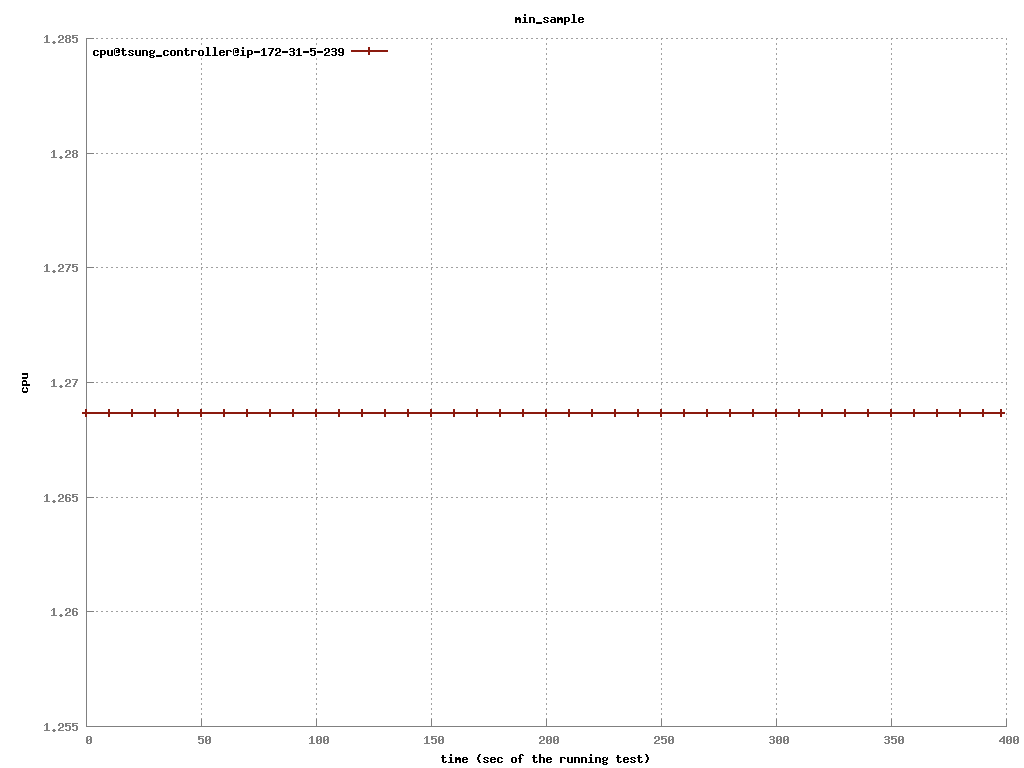 min_sample
1.285
cpu@tsung_controller@ip-172-31-5-239
1.28
1.275
cpu
1.27
1.265
1.26
1.255
0 50 100 150 200 250 300 350 400
time (sec of the running test)